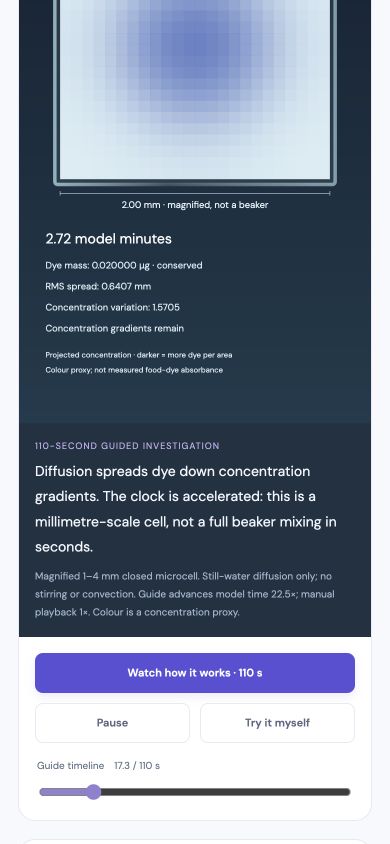 2.00 mm · magnified, not a beaker
2.72 model minutes
Dye mass: 0.020000 µg · conserved
RMS spread: 0.6407 mm
Concentration variation: 1.5705
Concentration gradients remain
Projected concentration · darker = more dye per area
Colour proxy; not measured food-dye absorbance
110-SECOND GUIDED INVESTIGATION
Diffusion spreads dye down concentration
gradients. The clock is accelerated: this is a
millimetre-scale cell, not a full beaker mixing in
seconds.
Magnified 1–4 mm closed microcell. Still-water diffusion only; no
stirring or convection. Guide advances model time 22.5×; manual
playback 1×. Colour is a concentration proxy.
Watch how it works · 110 s
Pause
Try it myself
Guide timeline 17.3 / 110 s